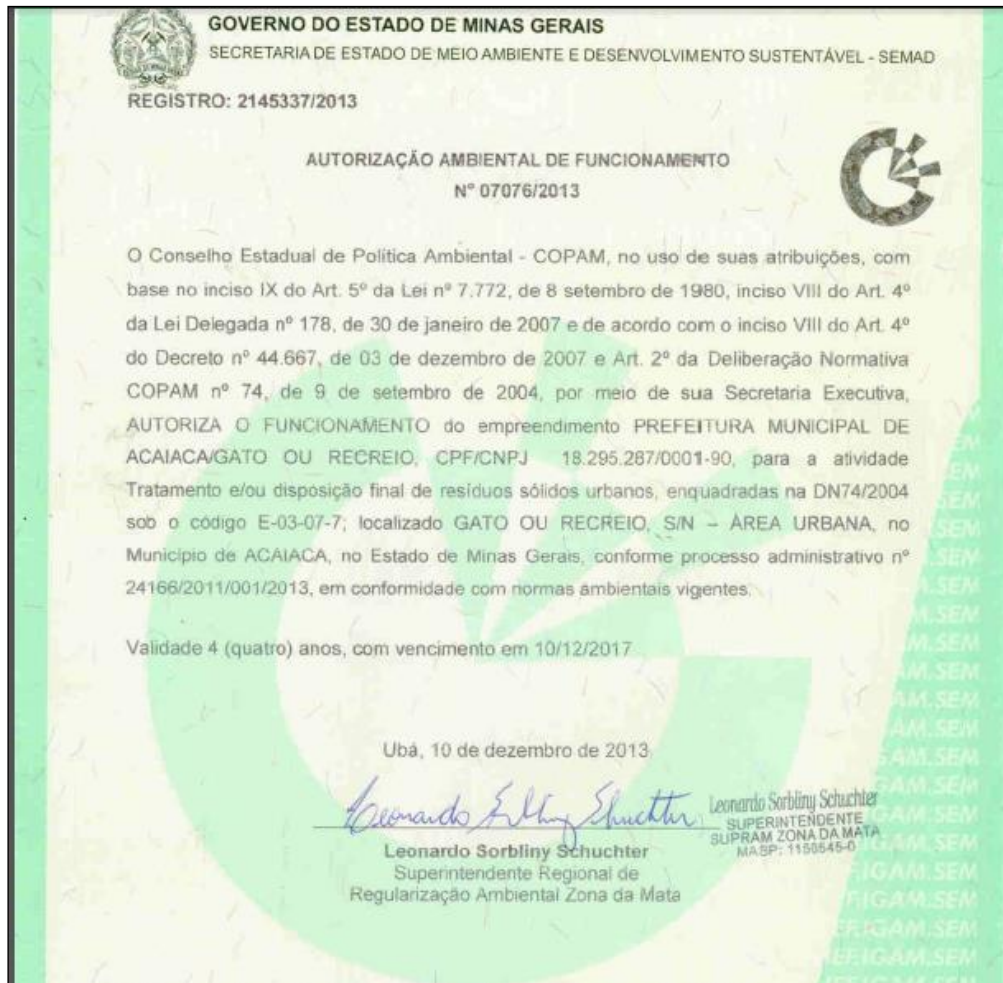 GOVERNO DO ESTADO DE MINAS GERAIS
SECRETARIA DE ESTADO DE MEIO AMBIENTE E DESENVOLVIMENTO SUSTENTÁVEL - SEMAD
REGISTRO: 2145337/2013
AUTORIZAÇÃO AMBIENTAL DE FUNCIONAMENTO
Nº 07076/2013
O Conselho Estadual de Política Ambiental - COPAM, no uso de suas atribuições, com
base no inciso IX do Art. 5º da Lei nº 7.772, de 8 setembro de 1980, inciso VIII do Art. 4º
da Lei Delegada nº 178, de 30 de janeiro de 2007 e de acordo com o inciso VIII do Art. 4º
do Decreto nº 44.667, de 03 de dezembro de 2007 e Art. 2º da Deliberação Normativa
COPAM nº 74, de 9 de setembro de 2004, por meio de sua Secretaria Executiva,
AUTORIZA O FUNCIONAMENTO do empreendimento PREFEITURA MUNICIPAL DE
ACAIACA/GATO OU RECREIO, CPF/CNPJ 18.295.287/0001-90, para a atividade
Tratamento e/ou disposição final de resíduos sólidos urbanos, enquadradas na DN74/2004
sob o código E-03-07-7; localizado GATO OU RECREIO, S/N – ÁREA URBANA, no
Município de ACAIACA, no Estado de Minas Gerais, conforme processo administrativo nº
24166/2011/001/2013, em conformidade com normas ambientais vigentes.
Validade 4 (quatro) anos, com vencimento em 10/12/2017
Ubá, 10 de dezembro de 2013
Leonardo Sorbliny Schuchter
Leonardo Sorbliny Schuchter
SUPERINTENDENTE
SUPRAM ZONA DA MATA
MASP: 1150545-0
Leonardo Sorbliny Schuchter
Superintendente Regional de
Regularização Ambiental Zona da Mata